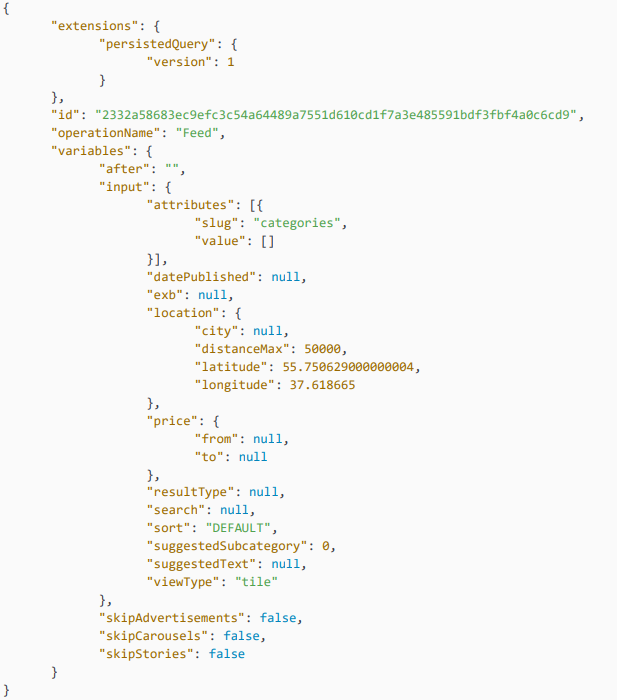 {
"extensions": {
"persistedQuery": {
"version": 1
}
},
"id": "2332a58683ec9efc3c54a64489a7551d610cd1f7a3e485591bdf3fbf4a0c6cd9",
"operationName": "Feed",
"variables": {
"after": "",
"input": {
"attributes": [{
"slug": "categories",
"value": []
}],
"datePublished": null,
"exb": null,
"location": {
"city": null,
"distanceMax": 50000,
"latitude": 55.750629000000004,
"longitude": 37.618665
},
"price": {
"from": null,
"to": null
},
"resultType": null,
"search": null,
"sort": "DEFAULT",
"suggestedSubcategory": 0,
"suggestedText": null,
"viewType": "tile"
},
"skipAdvertisements": false,
"skipCarousels": false,
"skipStories": false
}
}